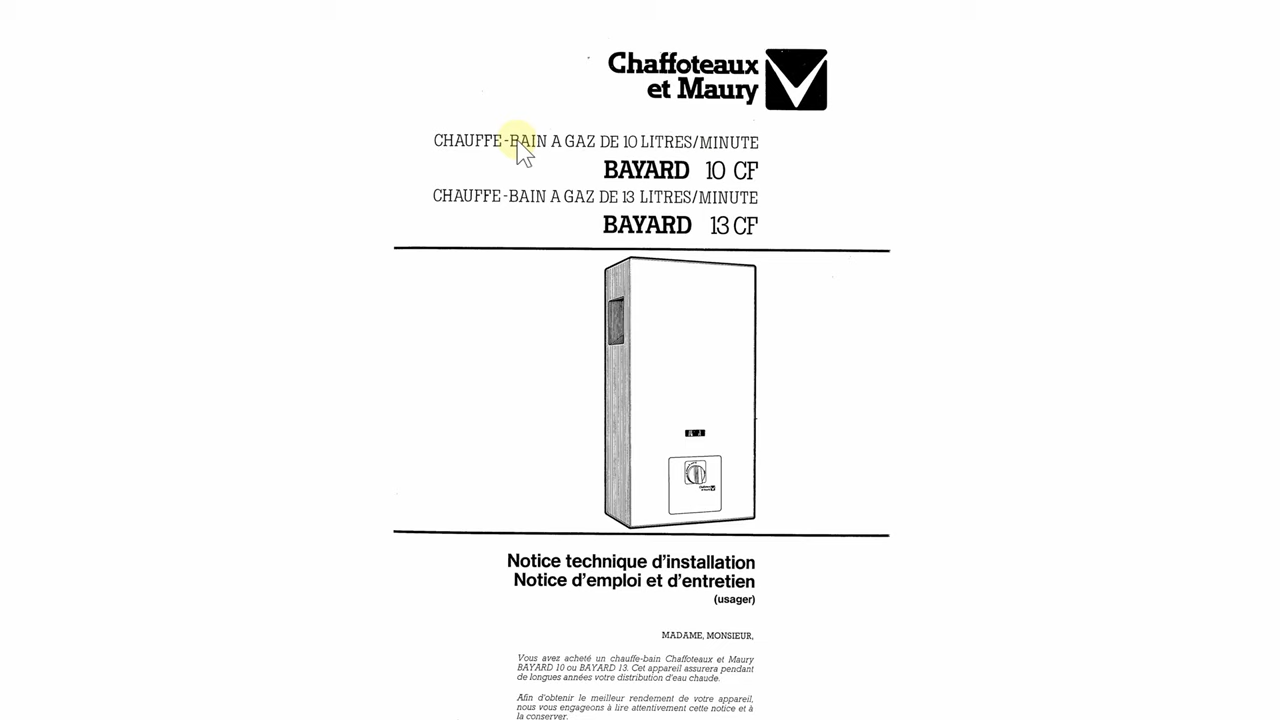 Chaffoteaux
et Maury
CHAUFFE-BAIN A GAZ DE 10 LITRES/MINUTE
BAYARD 10 CF
CHAUFFE-BAIN A GAZ DE 13 LITRES/MINUTE
BAYARD 13 CF
Chaffoteaux
et Maury
Notice technique d'installation
Notice d'emploi et d'entretien
(usager)
MADAME, MONSIEUR,
Vous avez acheté un chauffe-bain Chaffoteaux et Maury
BAYARD 10 ou BAYARD 13. Cet appareil assurera pendant
de longues années votre distribution d'eau chaude.
Afin d'obtenir le meilleur rendement de votre appareil,
nous vous engageons à lire attentivement cette notice et à
la conserver.